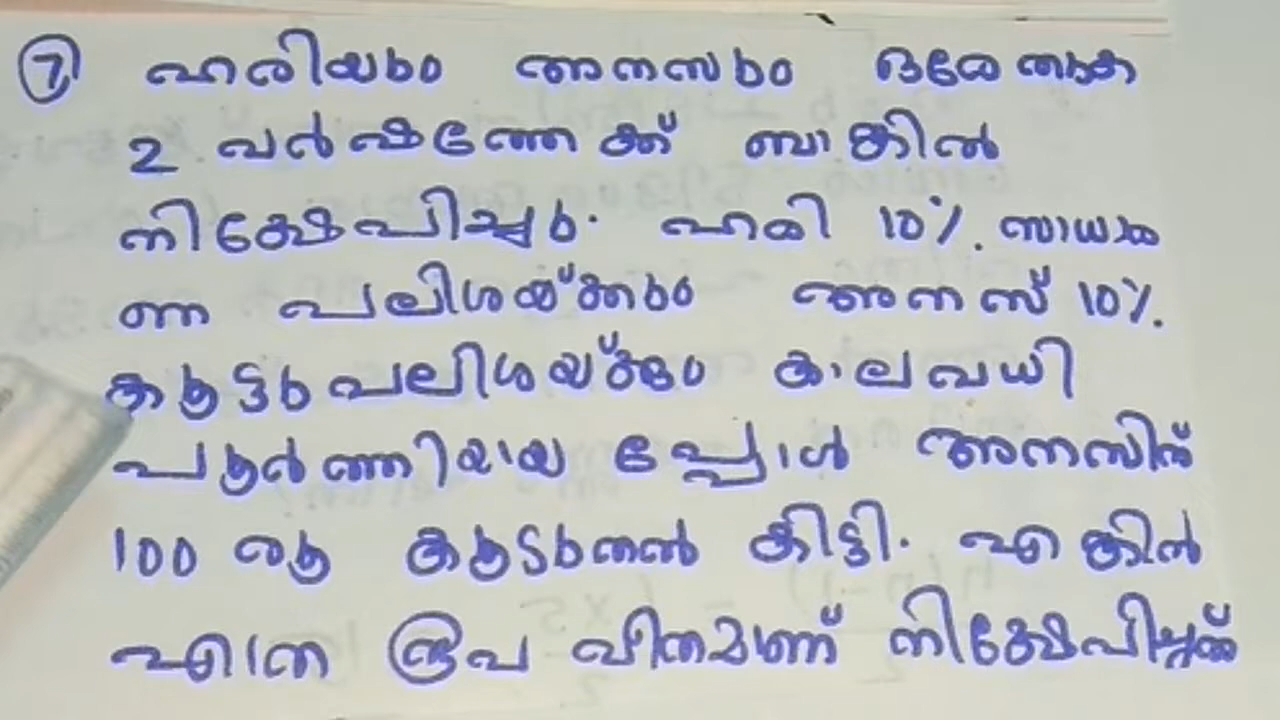 7) ഹരിയും അനസും ഒരേ തുക
2 വർഷത്തേക്ക് ബാങ്കിൽ
നിക്ഷേപിച്ചു. ഹരി 10%. സാധാര
ണ പലിശയ്ക്കും അനസ് 10%.
കൂട്ടുപലിശയ്ക്കും കാലവധി
പൂർത്തിയായപ്പോൾ അനസിന്
100 രൂ കൂടുതൽ കിട്ടി. എങ്കിൽ
എത്ര രൂപ വീതമാണ് നിക്ഷേപിച്ചത്